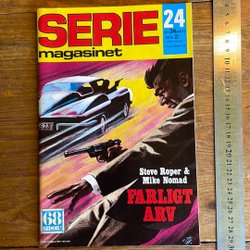 SERIE
magasinet
24
Steve Roper &
Mike Nomad
FARLIGT
ARV
68
SIDOR!